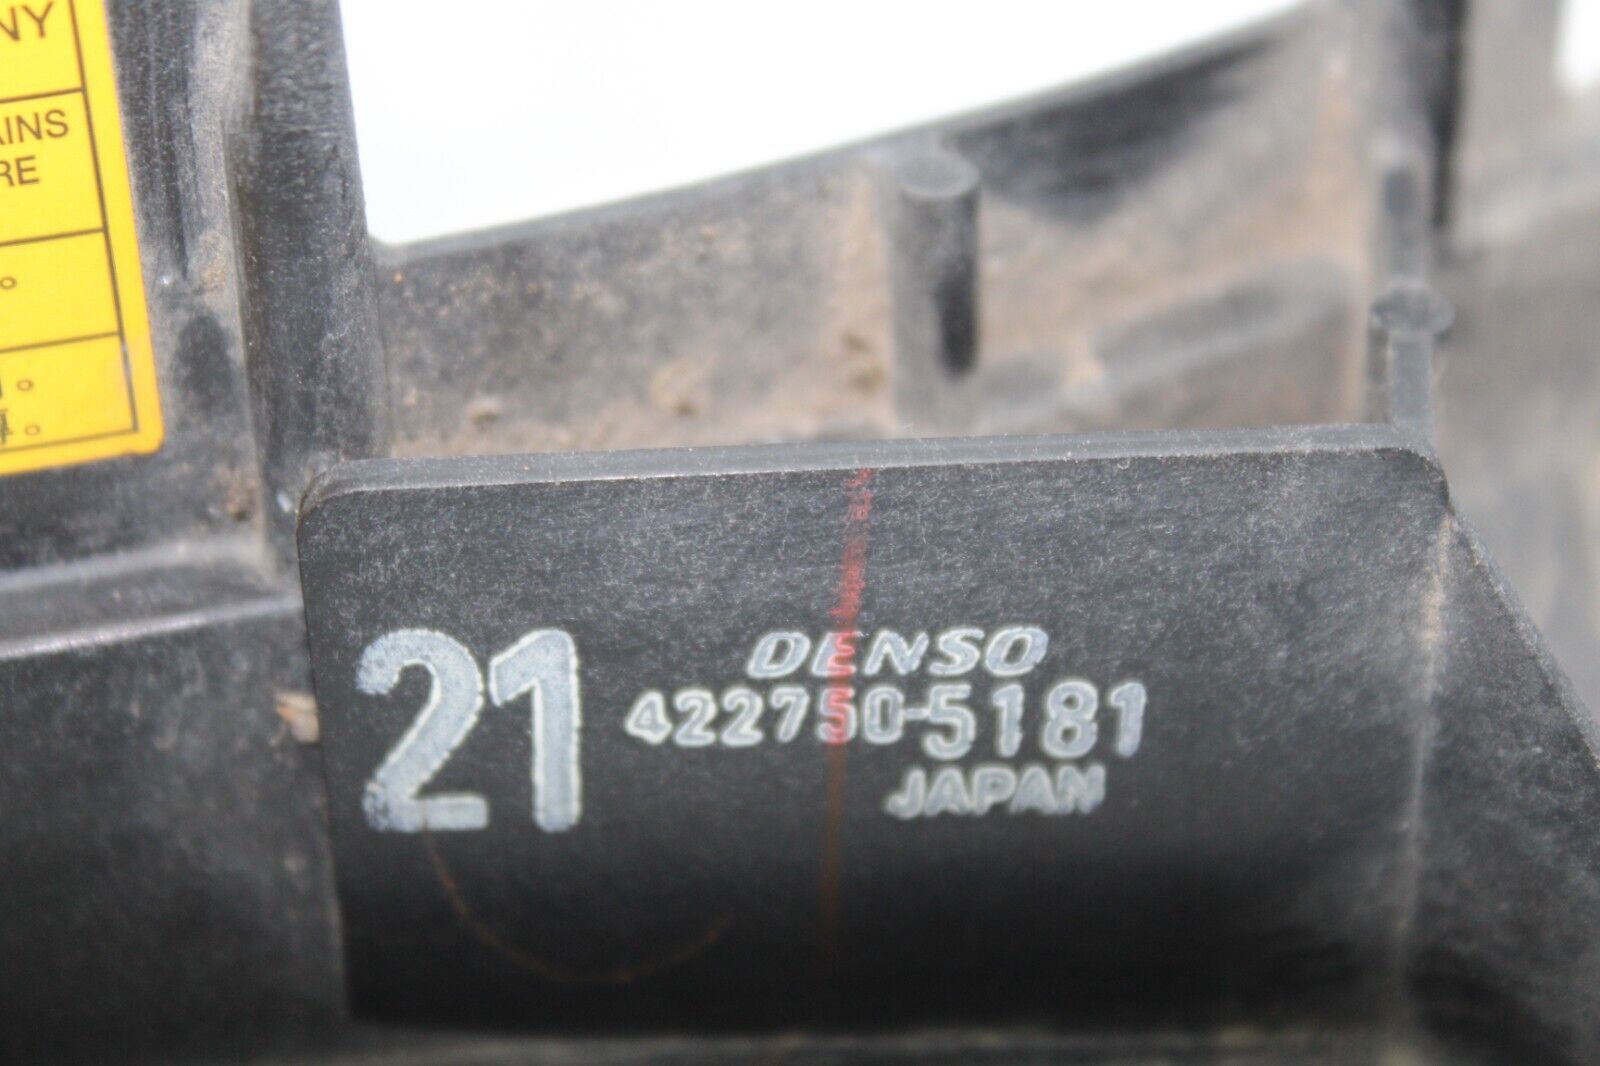 NY
AINS
RE
21
DENSO
422750-5181
JAPAN